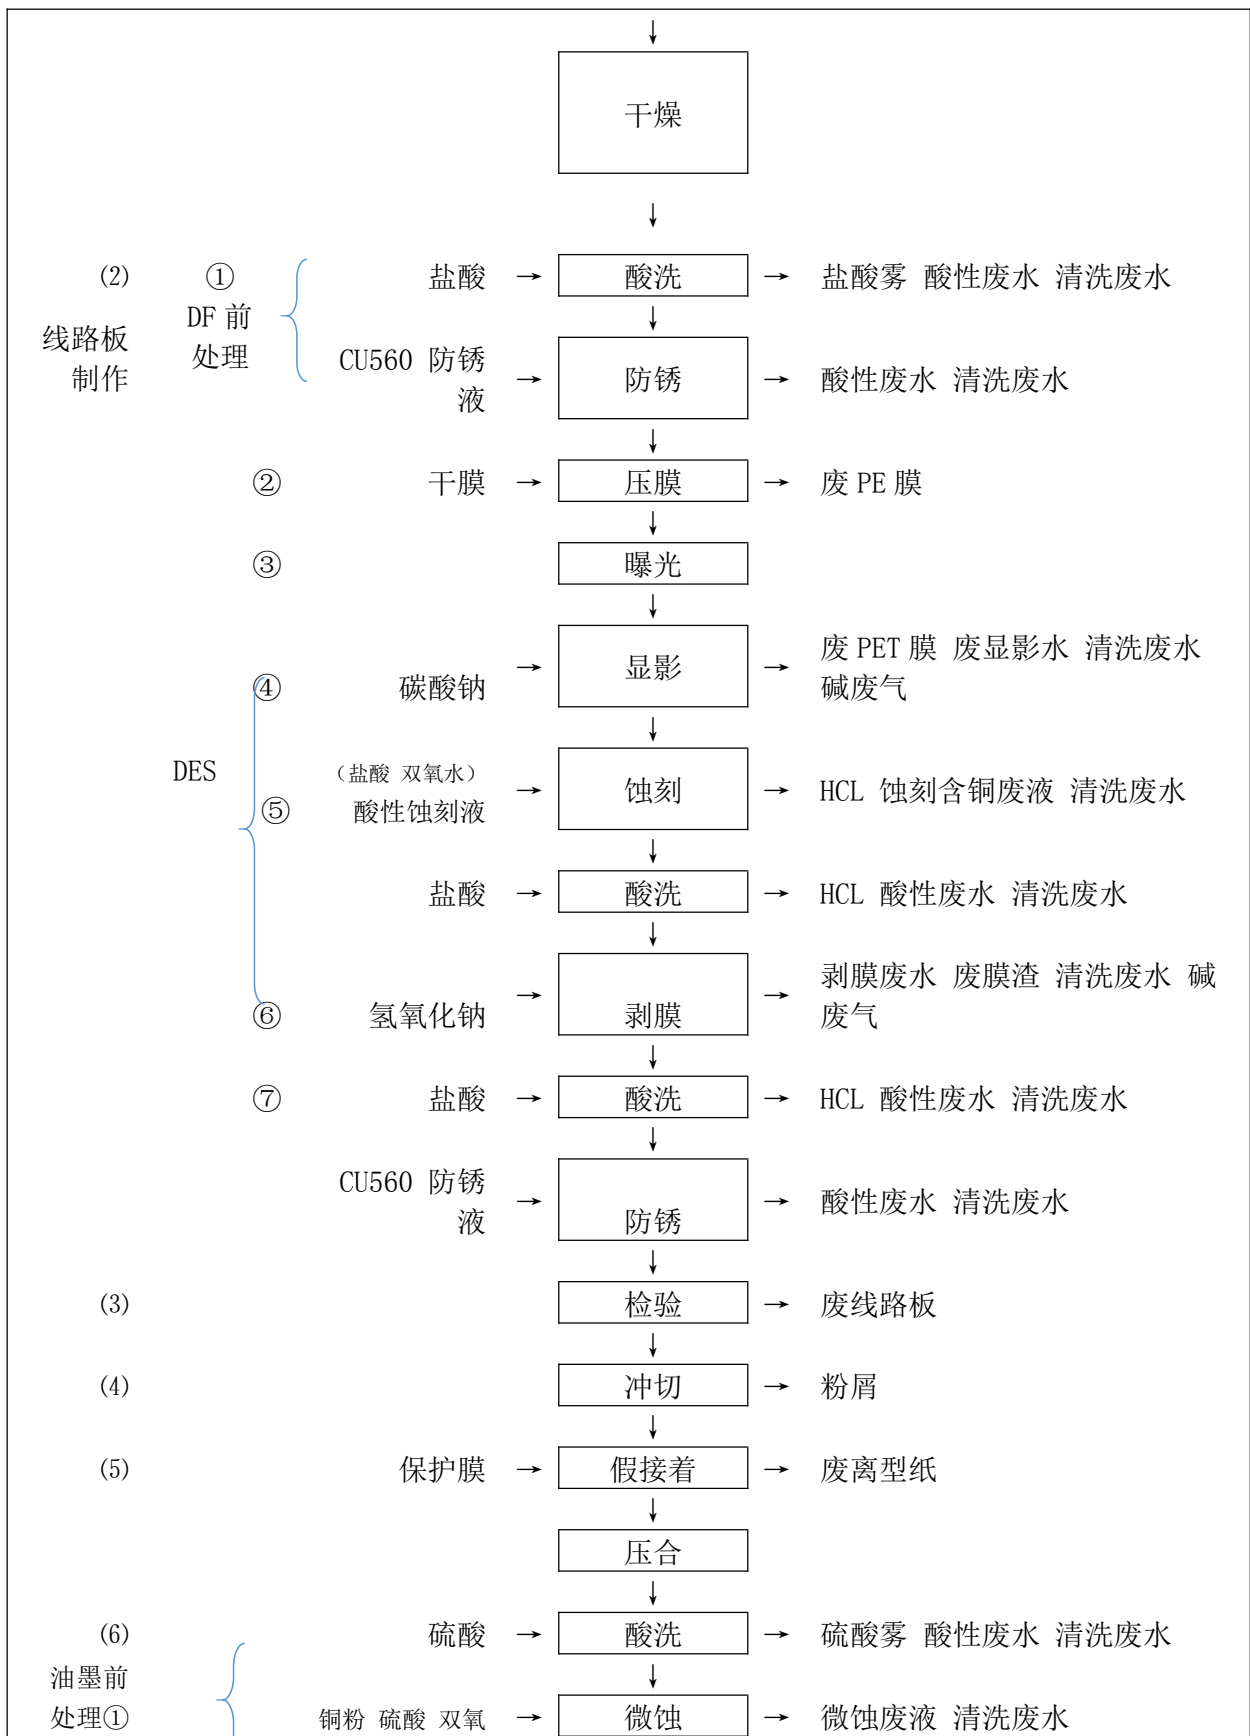 ↓
干燥
↓
(2) ① 盐酸 → 酸洗 → 盐酸雾 酸性废水 清洗废水
DF 前
↓
线路板 处理 CU560 防锈
制作 液 → 防锈 → 酸性废水 清洗废水
↓
② 干膜 → 压膜 → 废 PE 膜
↓
③ 曝光
↓
④ 碳酸钠 → 显影 → 废 PET 膜 废显影水 清洗废水
碱废气
↓
DES (盐酸 双氧水)
⑤ 酸性蚀刻液 → 蚀刻 → HCL 蚀刻含铜废液 清洗废水
↓
盐酸 → 酸洗 → HCL 酸性废水 清洗废水
↓
⑥ 氢氧化钠 → 剥膜 → 剥膜废水 废膜渣 清洗废水 碱
废气
↓
⑦ 盐酸 → 酸洗 → HCL 酸性废水 清洗废水
↓
CU560 防锈
液 → 防锈 → 酸性废水 清洗废水
↓
(3) 检验 → 废线路板
↓
(4) 冲切 → 粉屑
↓
(5) 保护膜 → 假接着 → 废离型纸
↓
压合
↓
(6) 硫酸 → 酸洗 → 硫酸雾 酸性废水 清洗废水
油墨前
↓
处理① 铜粉 硫酸 双氧 → 微蚀 → 微蚀废液 清洗废水